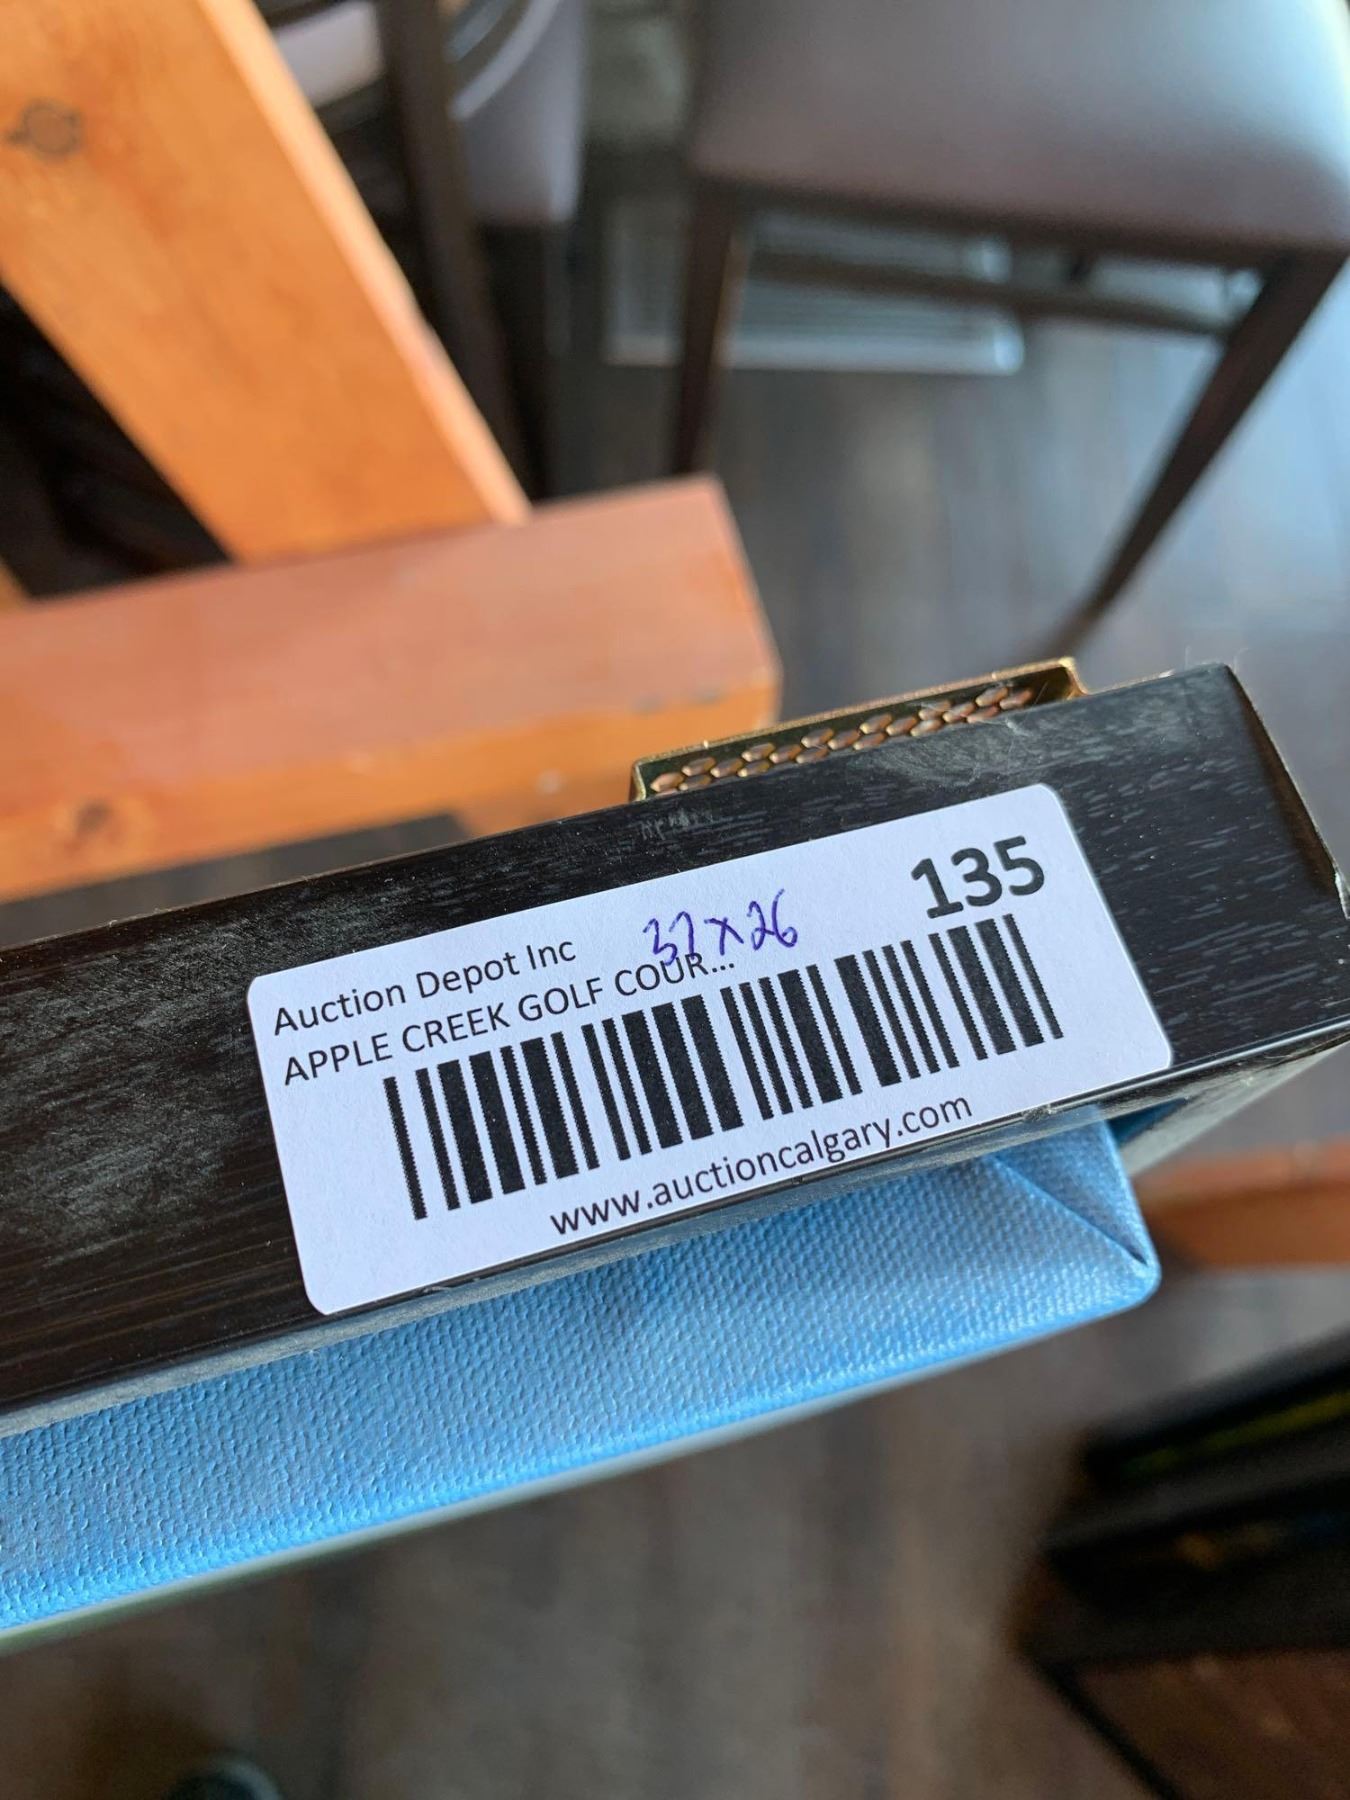 Auction Depot Inc 37x26 135
APPLE CREEK GOLF COUR...
www.auctioncalgary.com